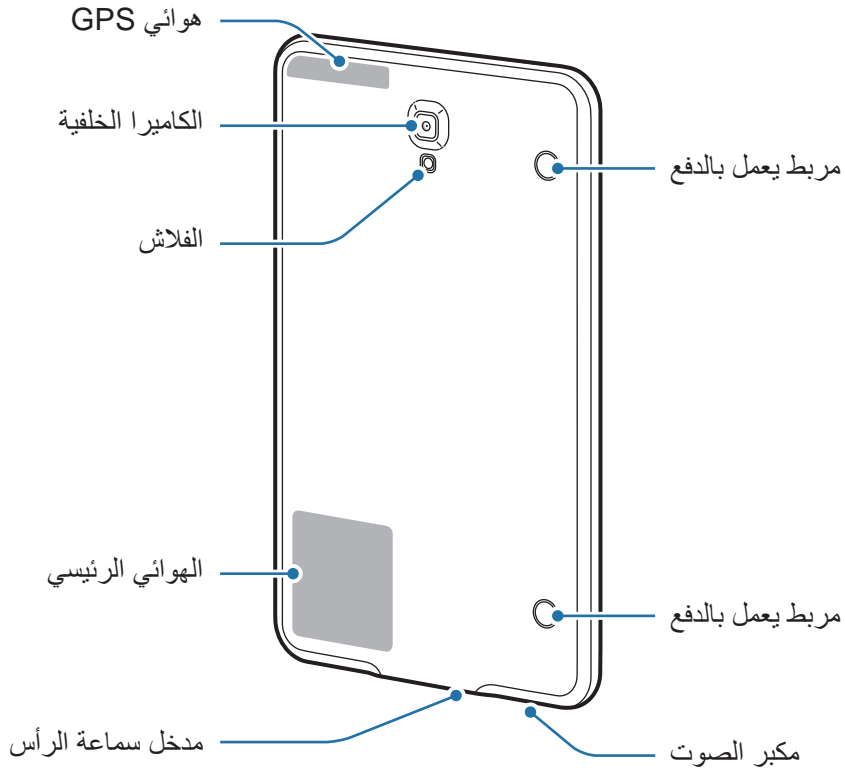 هوائي GPS
الكاميرا الخلفية
مربط يعمل بالدفع
الفلاش
الهوائي الرئيسي
مربط يعمل بالدفع
مدخل سماعة الرأس
مكبر الصوت